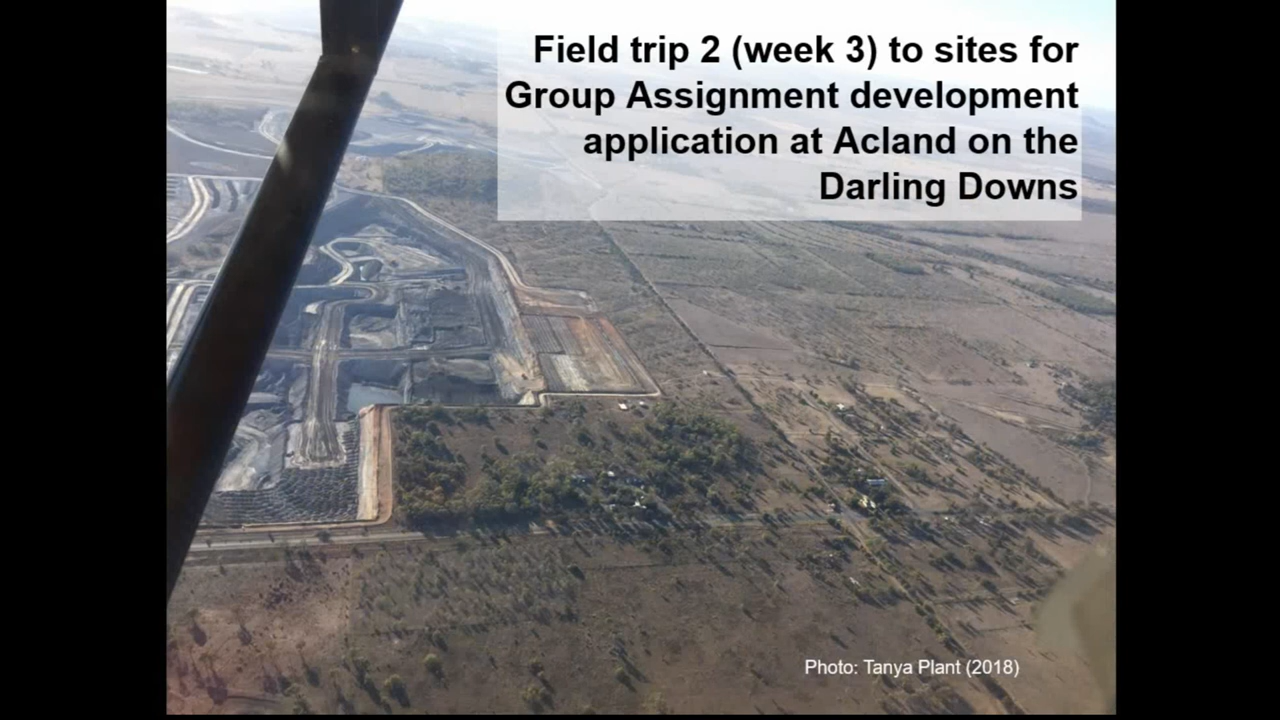 Field trip 2 (week 3) to sites for
Group Assignment development
application at Acland on the
Darling Downs
Photo: Tanya Plant (2018)